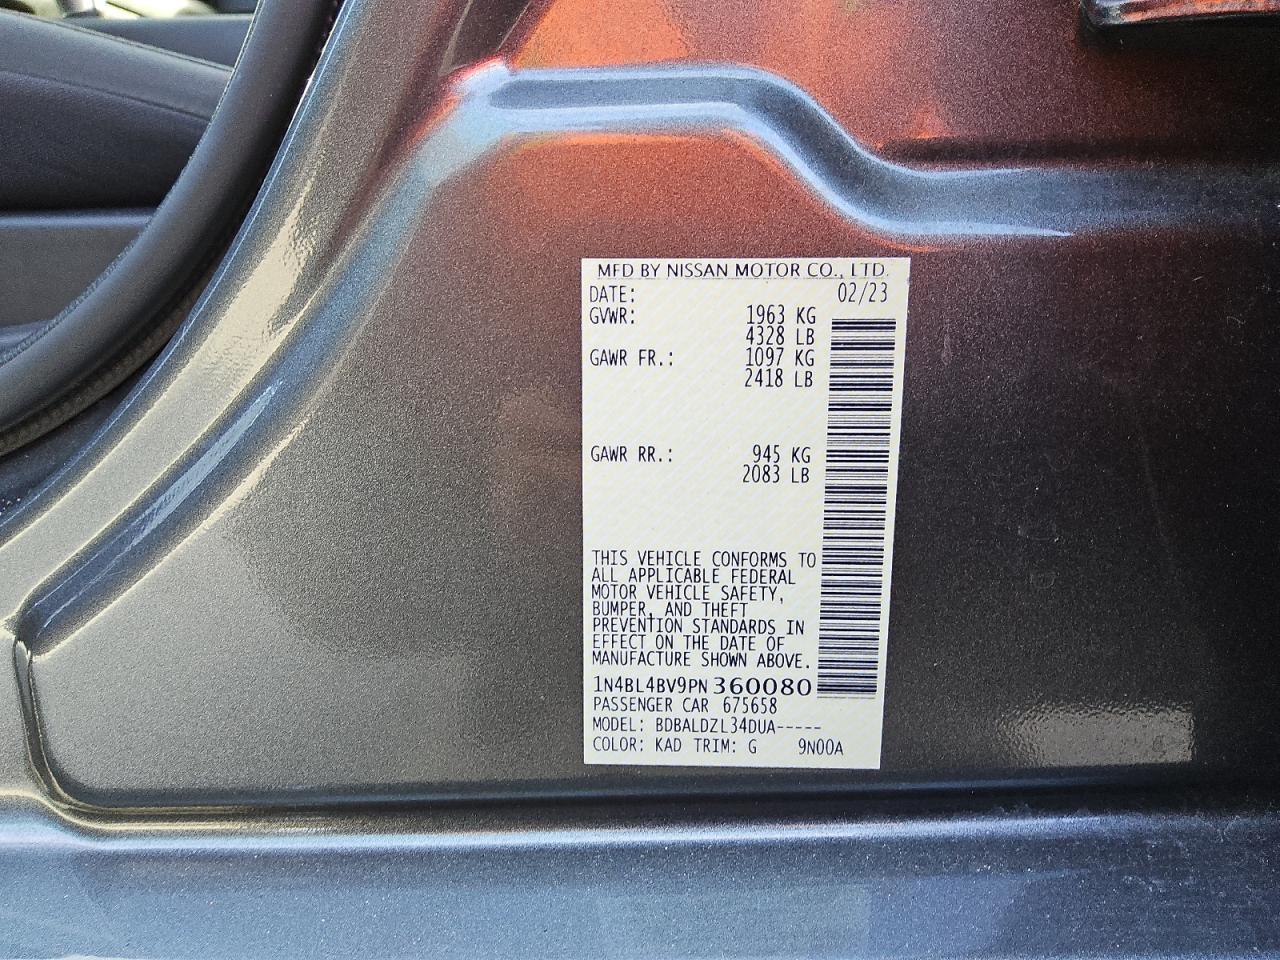 MFD BY NISSAN MOTOR CO., LTD.
DATE: 02/23
GVWR: 1963 KG
4328 LB
GAWR FR.: 1097 KG
2418 LB
GAWR RR.: 945 KG
2083 LB
THIS VEHICLE CONFORMS TO
ALL APPLICABLE FEDERAL
MOTOR VEHICLE SAFETY,
BUMPER, AND THEFT
PREVENTION STANDARDS IN
EFFECT ON THE DATE OF
MANUFACTURE SHOWN ABOVE.
1N4BL4BV9PN360080
PASSENGER CAR 675658
MODEL: BDBALDZL34DUA-----
COLOR: KAD TRIM: G 9N00A